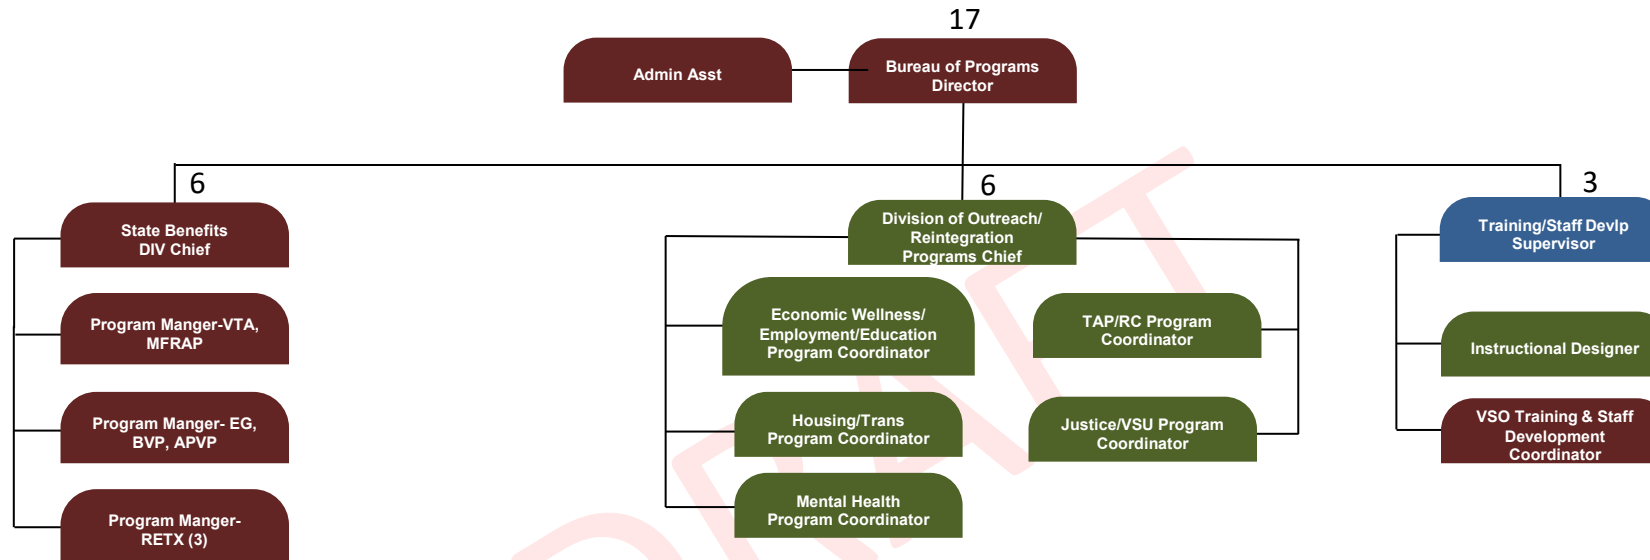 17
Admin Asst
Bureau of Programs
Director
6
6
3
State Benefits
DIV Chief
Division of Outreach/
Reintegration
Programs Chief
Training/Staff Devlp
Supervisor
Program Manger-VTA,
MFRAP
Economic Wellness/
Employment/Education
Program Coordinator
TAP/RC Program
Coordinator
Instructional Designer
Program Manger- EG,
BVP, APVP
Housing/Trans
Program Coordinator
Justice/VSU Program
Coordinator
VSO Training & Staff
Development
Coordinator
Program Manger-
RETX (3)
Mental Health
Program Coordinator
DRAFT